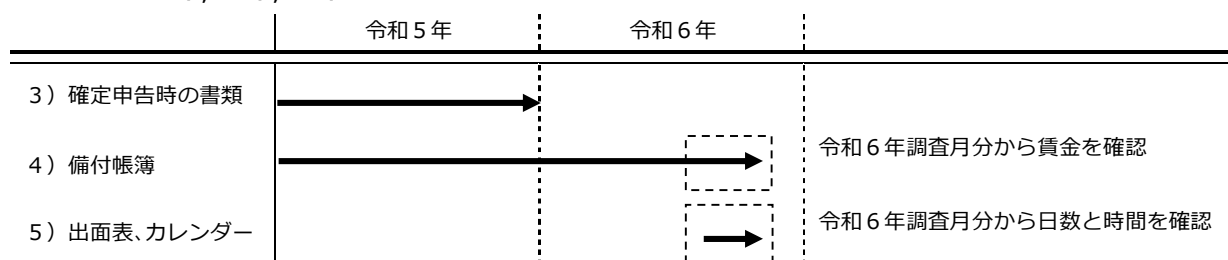 令和５年 令和６年
３）確定申告時の書類
４）備付帳簿 令和６年調査月分から賃金を確認
５）出面表、カレンダー 令和６年調査月分から日数と時間を確認